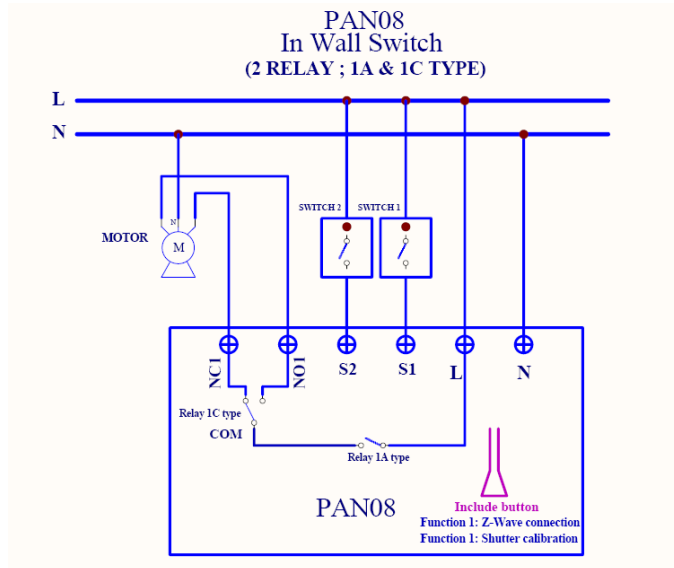 PAN08
In Wall Switch
(2 RELAY ; 1A & 1C TYPE)
L
N
SWITCH 2
SWITCH 1
N
MOTOR
M
NC1
NO1
S2
S1
L
N
Relay 1C type
COM
Relay 1A type
PAN08
Include button
Function 1: Z-Wave connection
Function 1: Shutter calibration